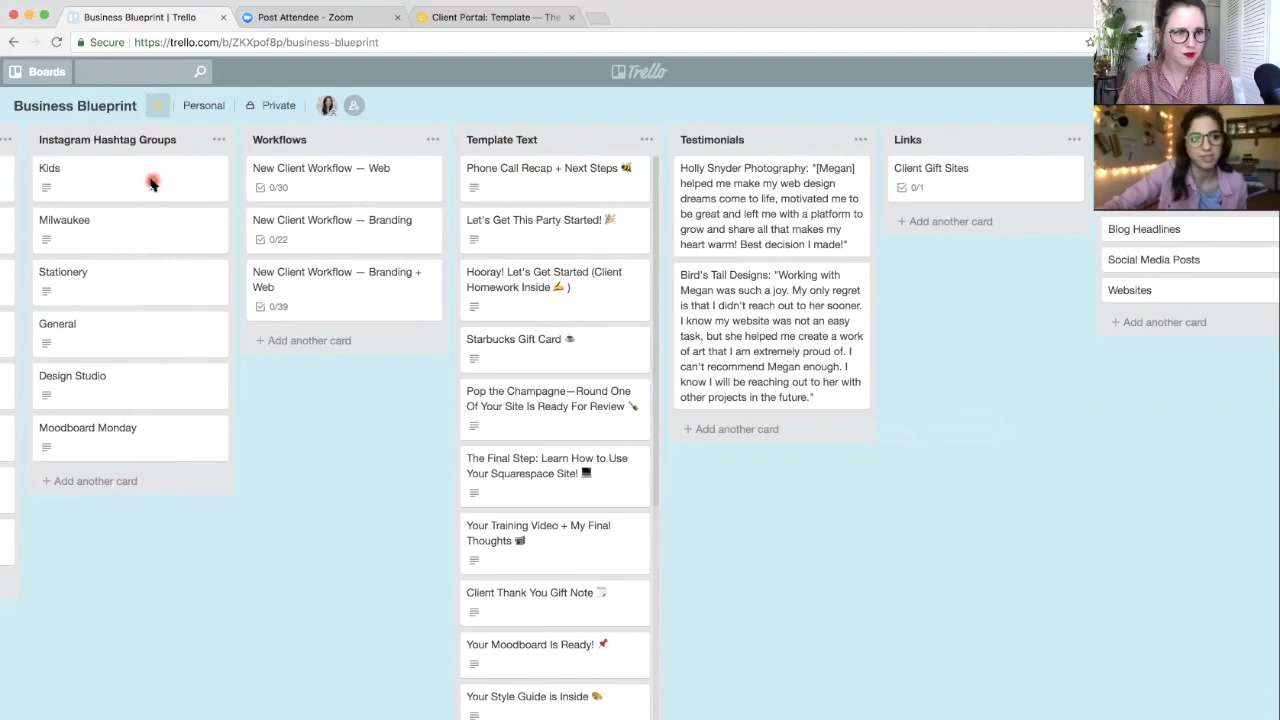 Business Blueprint | Trello
Post Attendee - Zoom
Client Portal: Template — The
Secure
https://trello.com/b/ZKXpof8p/business-blueprint
Boards
Trello
Business Blueprint
Personal
Private
Instagram Hashtag Groups
Kids
Milwaukee
Stationery
General
Design Studio
Moodboard Monday
+ Add another card
Workflows
New Client Workflow — Web
0/30
New Client Workflow — Branding
0/22
New Client Workflow — Branding +
Web
0/39
+ Add another card
Template Text
Phone Call Recap + Next Steps 🐝
Let's Get This Party Started! 🎉
Hooray! Let's Get Started (Client
Homework Inside ✍️ )
Starbucks Gift Card ☕
Pop the Champagne—Round One
Of Your Site Is Ready For Review 🍾
The Final Step: Learn How to Use
Your Squarespace Site! 💻
Your Training Video + My Final
Thoughts 📹
Client Thank You Gift Note 🗒️
Your Moodboard Is Ready! 📌
Your Style Guide is Inside 🎨
Testimonials
Holly Snyder Photography: "[Megan]
helped me make my web design
dreams come to life, motivated me to
be great and left me with a platform to
grow and share all that makes my
heart warm! Best decision I made!"
Bird's Tail Designs: "Working with
Megan was such a joy. My only regret
is that I didn't reach out to her sooner.
I know my website was not an easy
task, but she helped me create a work
of art that I am extremely proud of. I
can't recommend Megan enough. I
know I will be reaching out to her with
other projects in the future."
+ Add another card
Links
Client Gift Sites
0/1
+ Add another card
Blog Headlines
Social Media Posts
Websites
+ Add another card